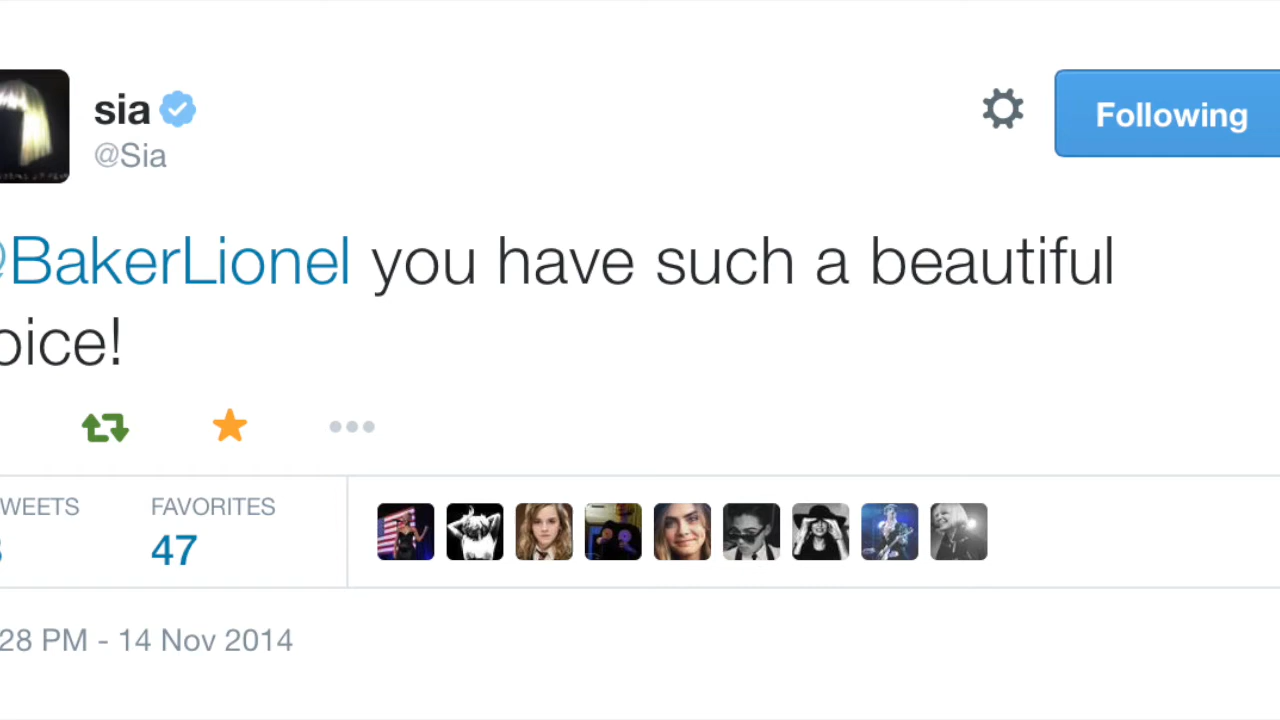 sia
@Sia
Following
@BakerLionel you have such a beautiful
oice!
WEETS
FAVORITES
47
28 PM - 14 Nov 2014